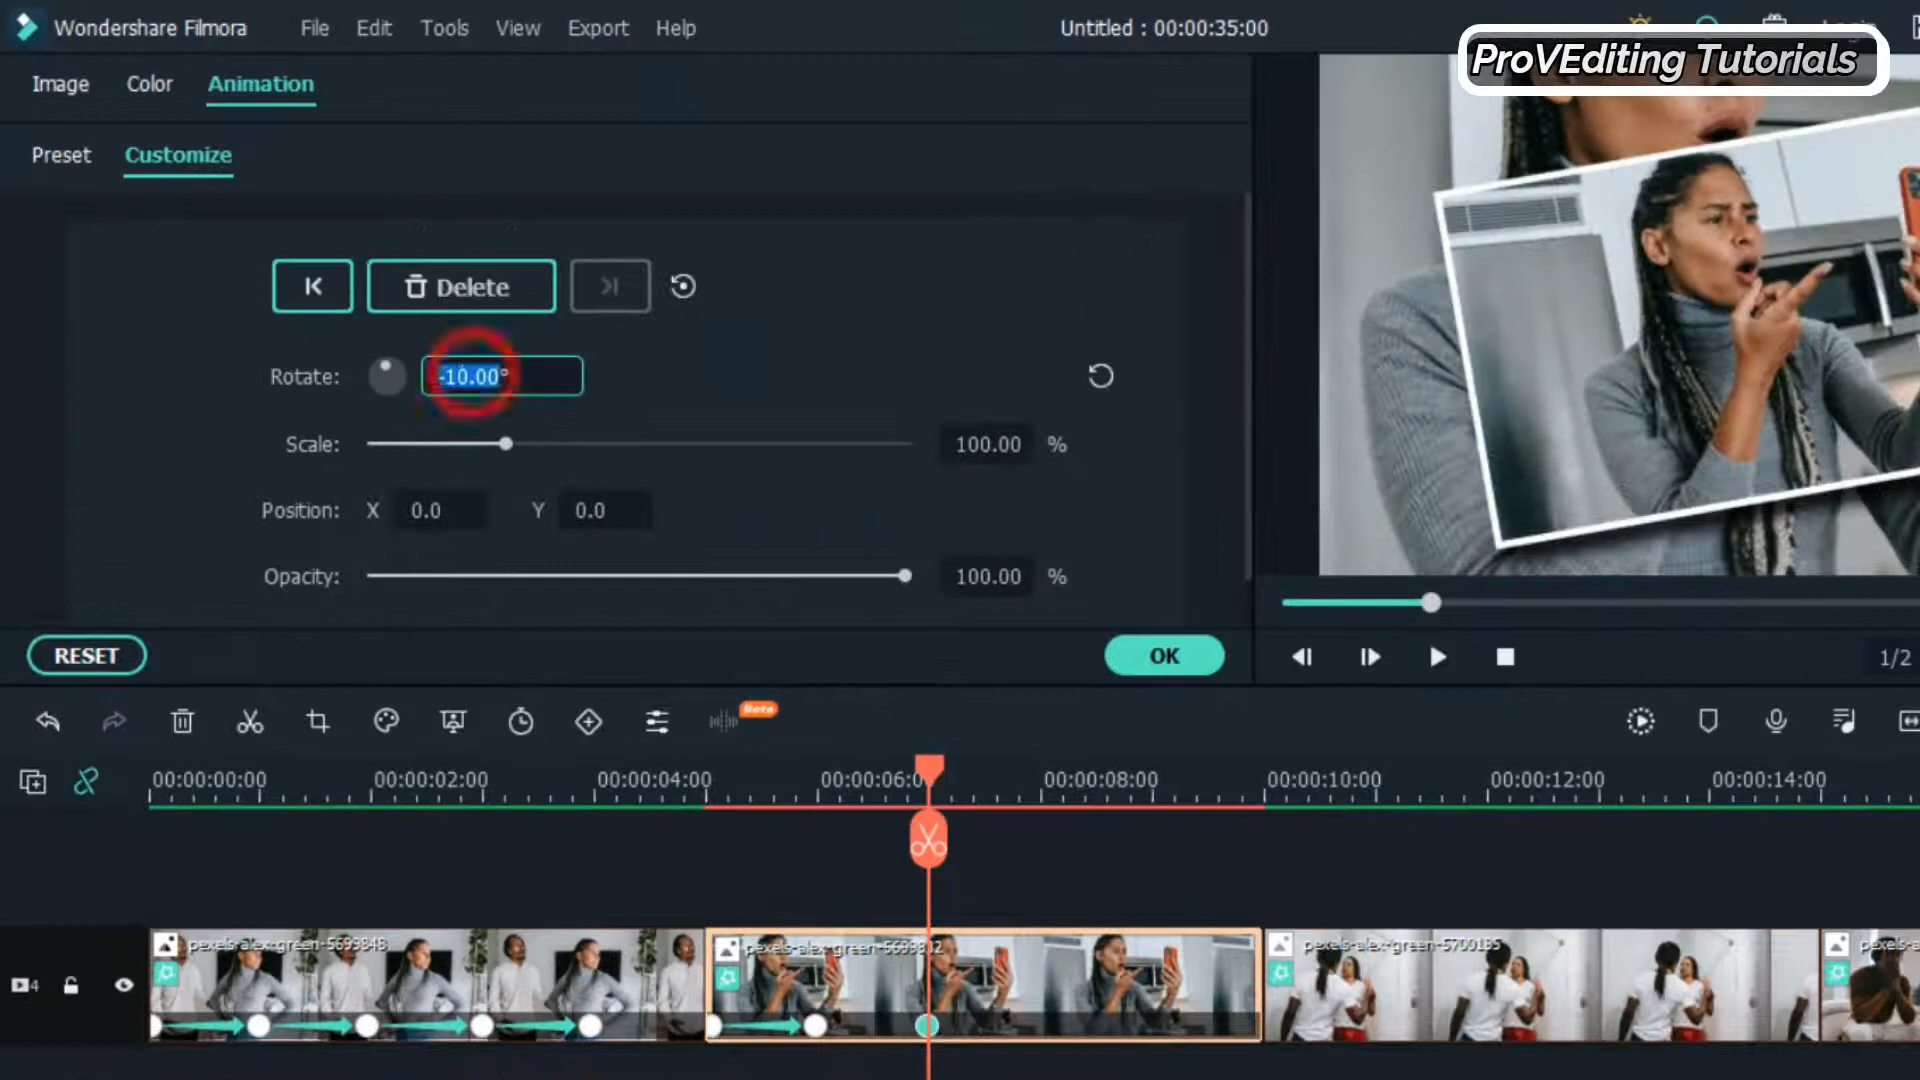 Wondershare Filmora File Edit Tools View Export Help Untitled : 00:00:35:00
ProVEditing Tutorials
Image Color Animation
Preset Customize
Delete
Rotate: -10.00°
Scale: 100.00 %
Position: X 0.0 Y 0.0
Opacity: 100.00 %
RESET OK 1/2
Beta
00:00:00:00 00:00:02:00 00:00:04:00 00:00:06:0 00:00:08:00 00:00:10:00 00:00:12:00 00:00:14:00
pexels-alex-green-5699848 pexels-alex-green-5699832 pexels-alex-green-5700195 pexels-a
4